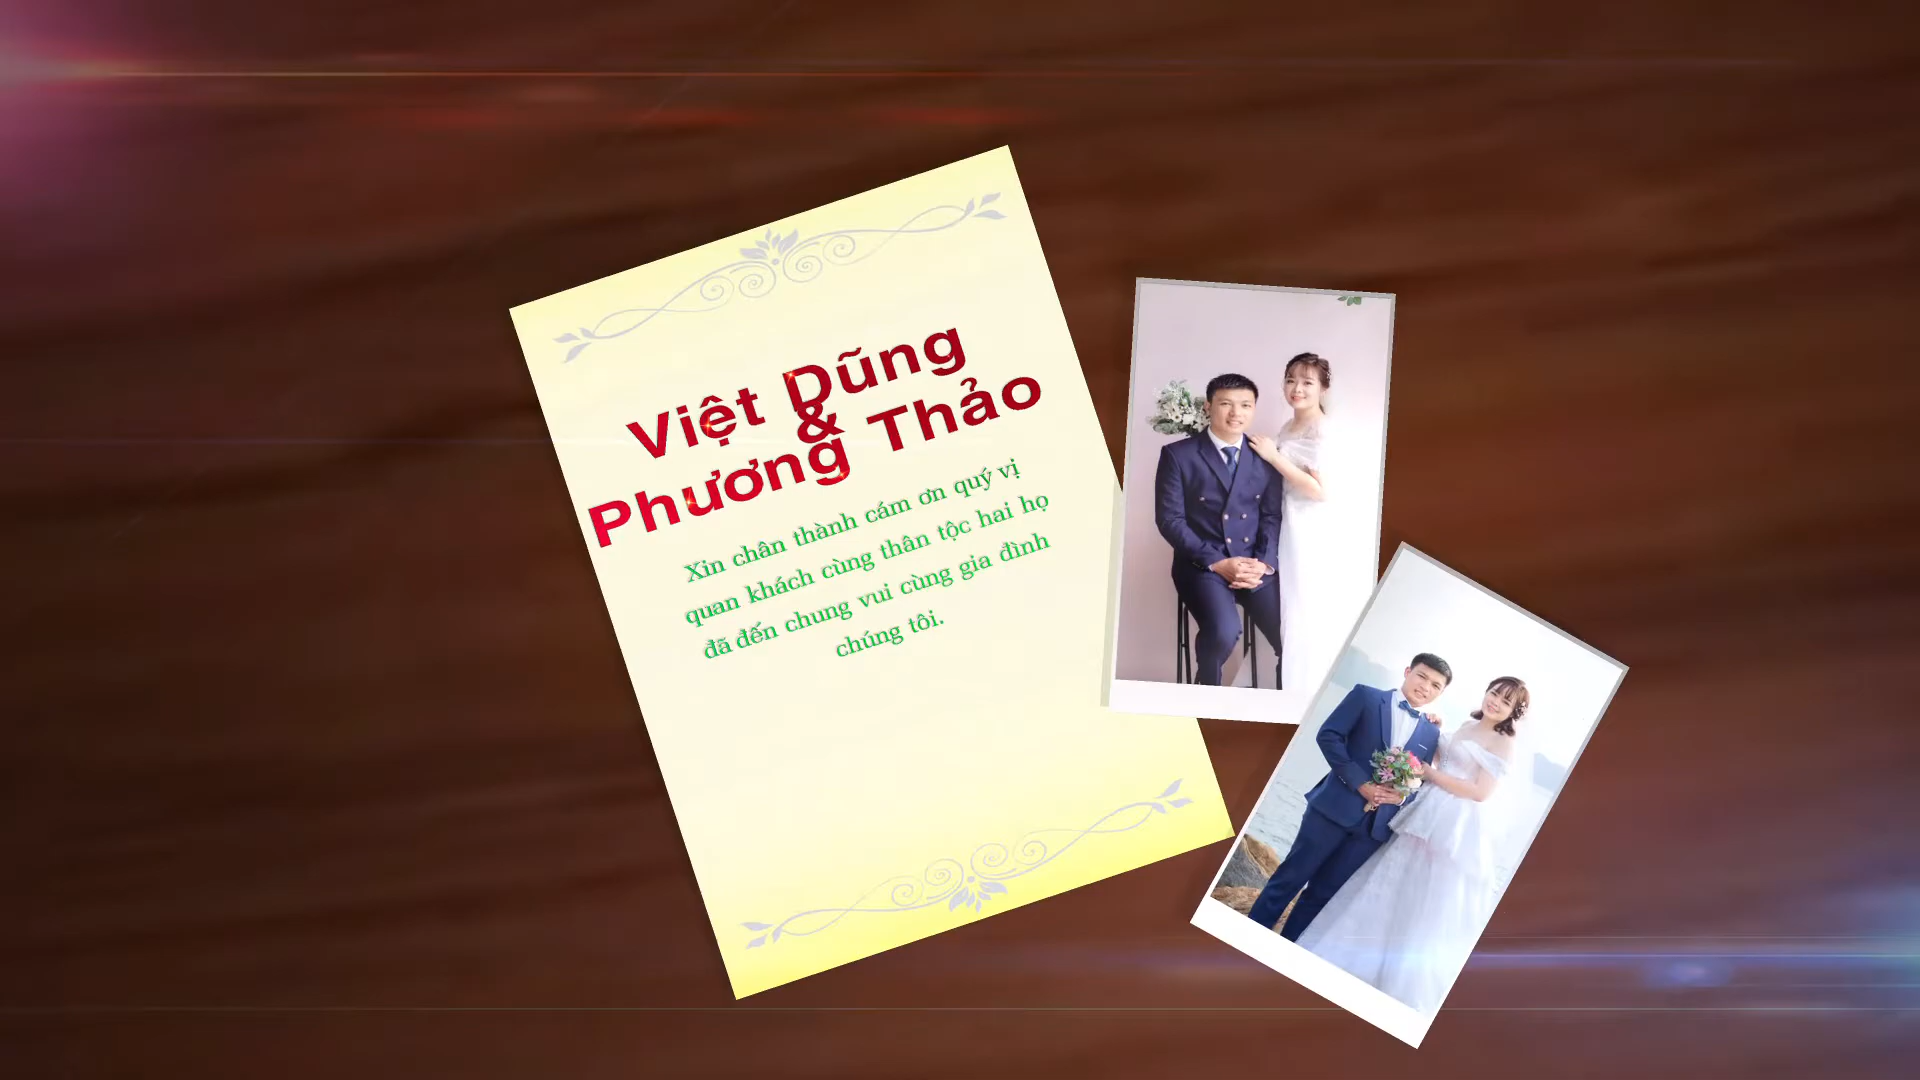 Việt Dũng
&
Phương Thảo
Xin chân thành cám ơn quý vị
quan khách cùng thân tộc hai họ
đã đến chung vui cùng gia đình
chúng tôi.